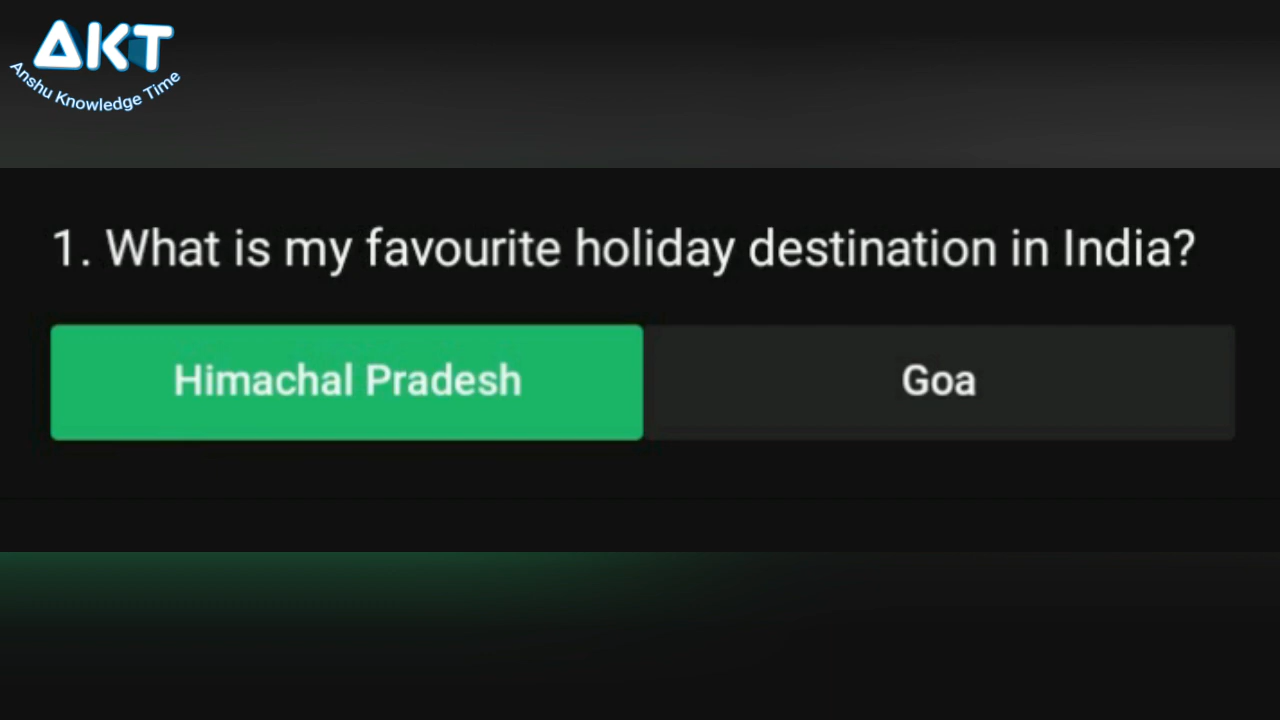 AKT
Anshu Knowledge Time
1. What is my favourite holiday destination in India?
Himachal Pradesh
Goa